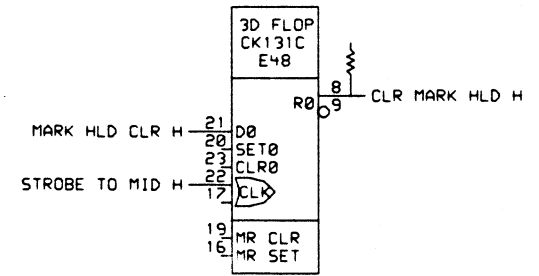 3D FLOP
CK131C
E48
8
R0
CLR MARK HLD H
9
21
MARK HLD CLR H
D0
20
SET0
23
CLR0
22
STROBE TO MID H
CLK
17
19
MR CLR
16
MR SET